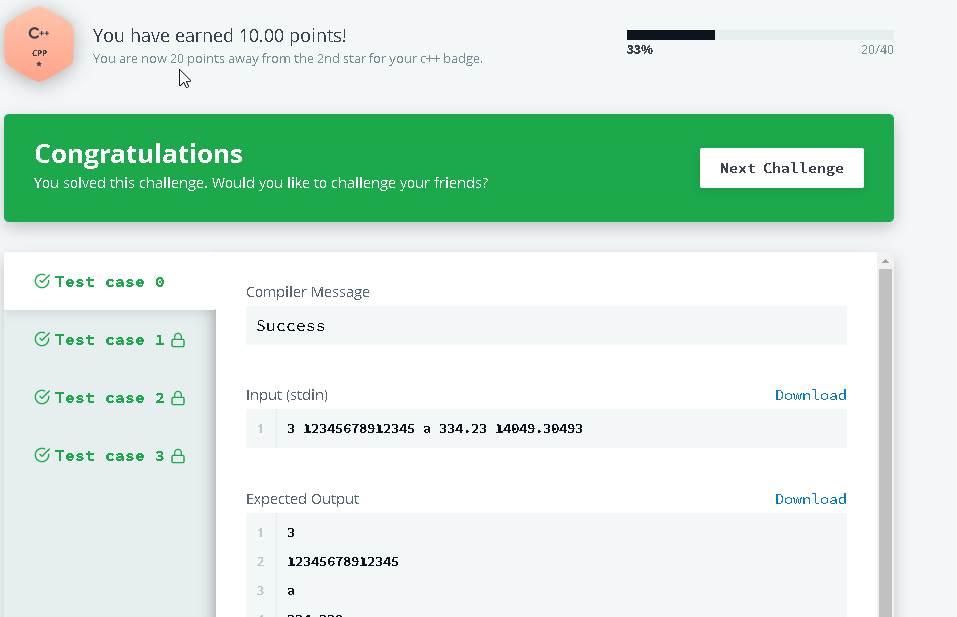 C++
CPP
You have earned 10.00 points!
You are now 20 points away from the 2nd star for your c++ badge.
33%
20/40
Congratulations
You solved this challenge. Would you like to challenge your friends?
Next Challenge
Test case 0
Test case 1
Test case 2
Test case 3
Compiler Message
Success
Input (stdin)
Download
1 3 12345678912345 a 334.23 14049.30493
Expected Output
Download
1 3
2 12345678912345
3 a